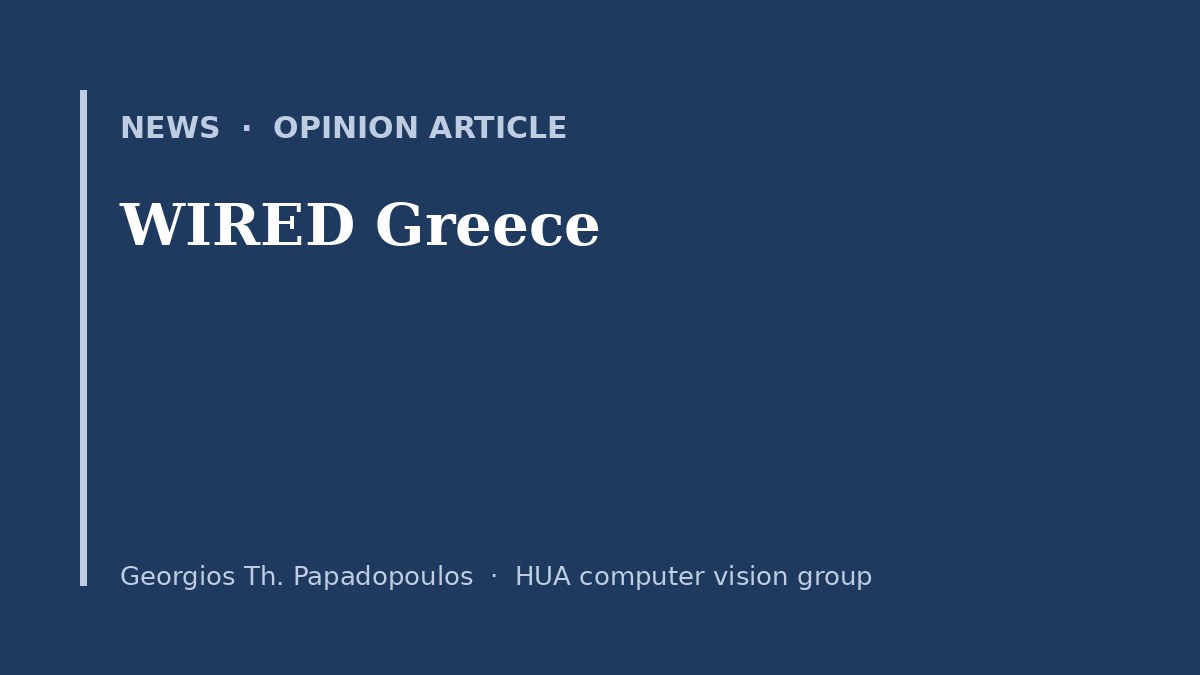 NEWS · OPINION ARTICLE
WIRED Greece
Georgios Th. Papadopoulos · HUA computer vision group